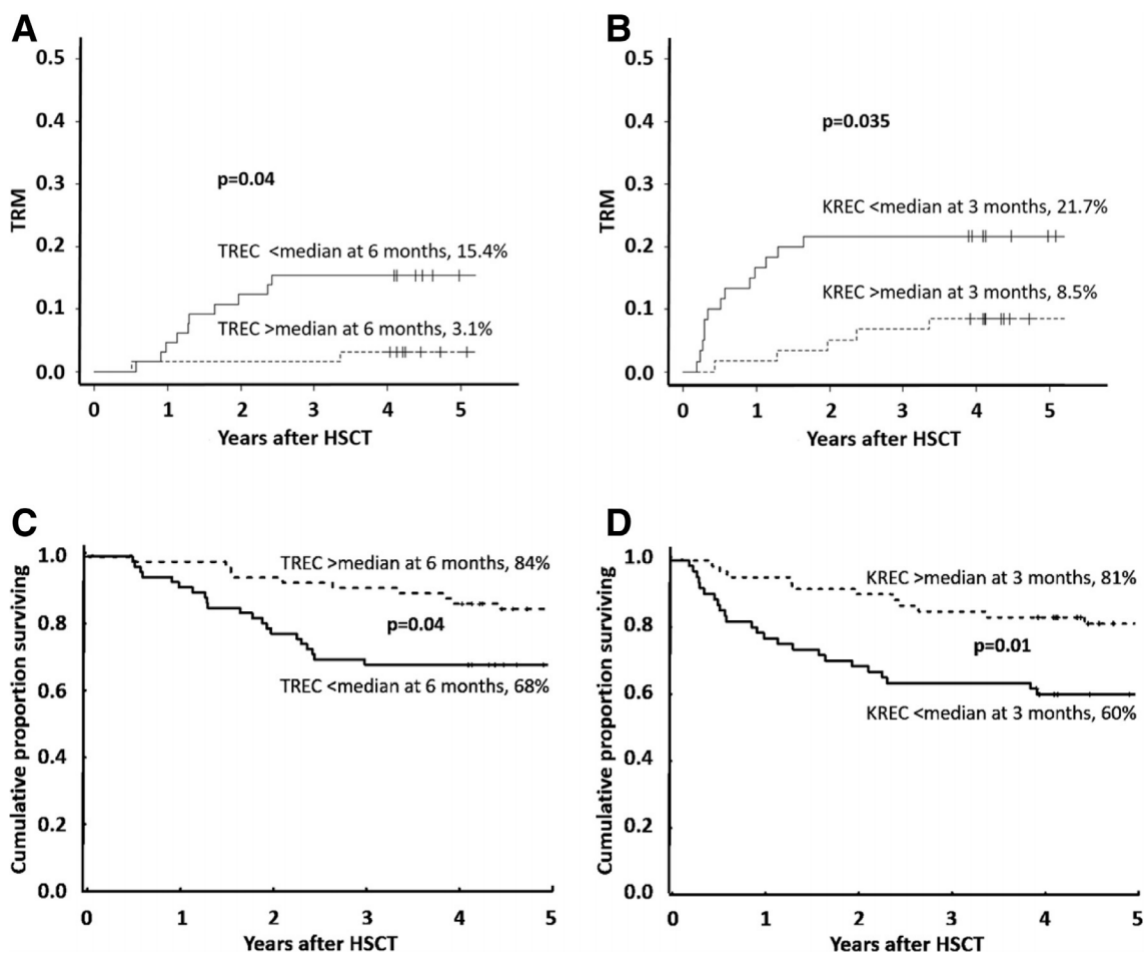 A
0.5
0.4
0.3
0.2
0.1
0.0
TRM
p=0.04
TREC <median at 6 months, 15.4%
TREC >median at 6 months, 3.1%
0 1 2 3 4 5
Years after HSCT
B
0.5
0.4
0.3
0.2
0.1
0.0
TRM
p=0.035
KREC <median at 3 months, 21.7%
KREC >median at 3 months, 8.5%
0 1 2 3 4 5
Years after HSCT
C
1.0
0.8
0.6
0.4
0.2
0.0
Cumulative proportion surviving
TREC >median at 6 months, 84%
p=0.04
TREC <median at 6 months, 68%
0 1 2 3 4 5
Years after HSCT
D
1.0
0.8
0.6
0.4
0.2
0.0
Cumulative proportion surviving
KREC >median at 3 months, 81%
p=0.01
KREC <median at 3 months, 60%
0 1 2 3 4 5
Years after HSCT